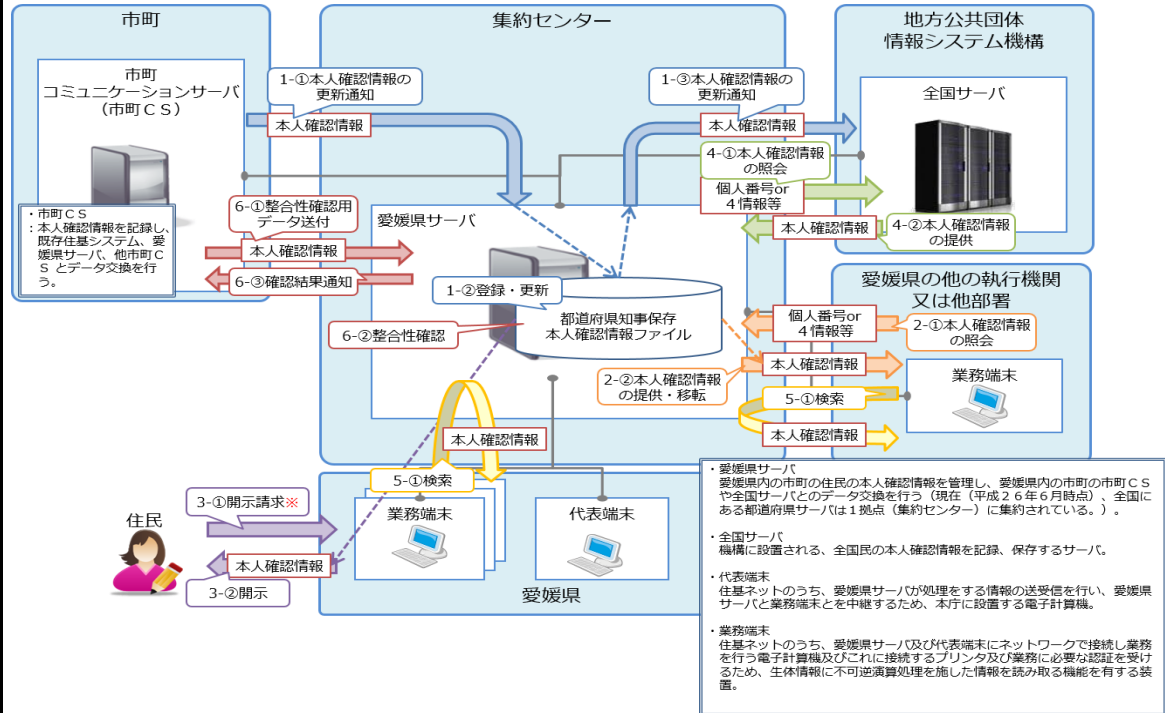 市町
集約センター
地方公共団体
情報システム機構
市町
コミュニケーションサーバ
（市町ＣＳ）
1-①本人確認情報の
更新通知
本人確認情報
1-③本人確認情報の
更新通知
本人確認情報
全国サーバ
4-①本人確認情報
の照会
個人番号or
４情報等
本人確認情報
4-②本人確認情報
の提供
・市町ＣＳ
：本人確認情報を記録し、
既存住基システム、愛
媛県サーバ、他市町Ｃ
Ｓ とデータ交換を行
う。
6-①整合性確認用
データ送付
本人確認情報
6-③確認結果通知
愛媛県サーバ
1-②登録・更新
6-②整合性確認
都道府県知事保存
本人確認情報ファイル
愛媛県の他の執行機関
又は他部署
個人番号or
４情報等
2-①本人確認情報
の照会
本人確認情報
2-②本人確認情報
の提供・移転
業務端末
5-①検索
本人確認情報
本人確認情報
5-①検索
3-①開示請求※
住民
本人確認情報
3-②開示
業務端末
代表端末
愛媛県
・愛媛県サーバ
愛媛県内の市町の住民の本人確認情報を管理し、愛媛県内の市町の市町ＣＳ
や全国サーバとのデータ交換を行う（現在（平成２６年６月時点）、全国に
ある都道府県サーバは１拠点（集約センター）に集約されている。）。
・全国サーバ
機構に設置される、全国民の本人確認情報を記録、保存するサーバ。
・代表端末
住基ネットのうち、愛媛県サーバが処理をする情報の送受信を行い、愛媛県
サーバと業務端末とを中継するため、本庁に設置する電子計算機。
・業務端末
住基ネットのうち、愛媛県サーバ及び代表端末にネットワークで接続し業務
を行う電子計算機及びこれに接続するプリンタ及び業務に必要な認証を受け
るため、生体情報に不可逆演算処理を施した情報を読み取る機能を有する装
置。